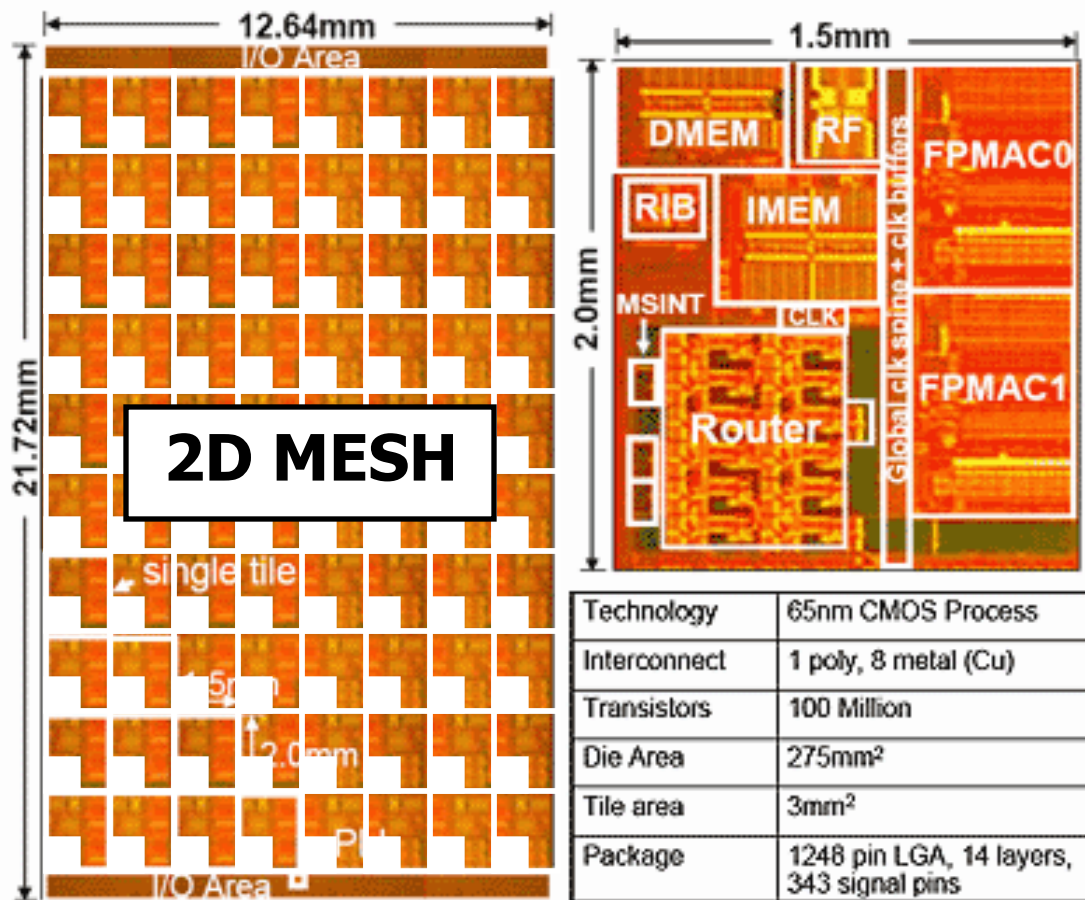 12.64mm
I/O Area
21.72mm
2D MESH
single tile
2.0mm
I/O Area
1.5mm
2.0mm
DMEM
RF
FPMAC0
RIB
IMEM
MSINT
CLK
Global clk spine + clk buffers
Router
FPMAC1
Technology 65nm CMOS Process
Interconnect 1 poly, 8 metal (Cu)
Transistors 100 Million
Die Area 275mm²
Tile area 3mm²
Package 1248 pin LGA, 14 layers,
343 signal pins